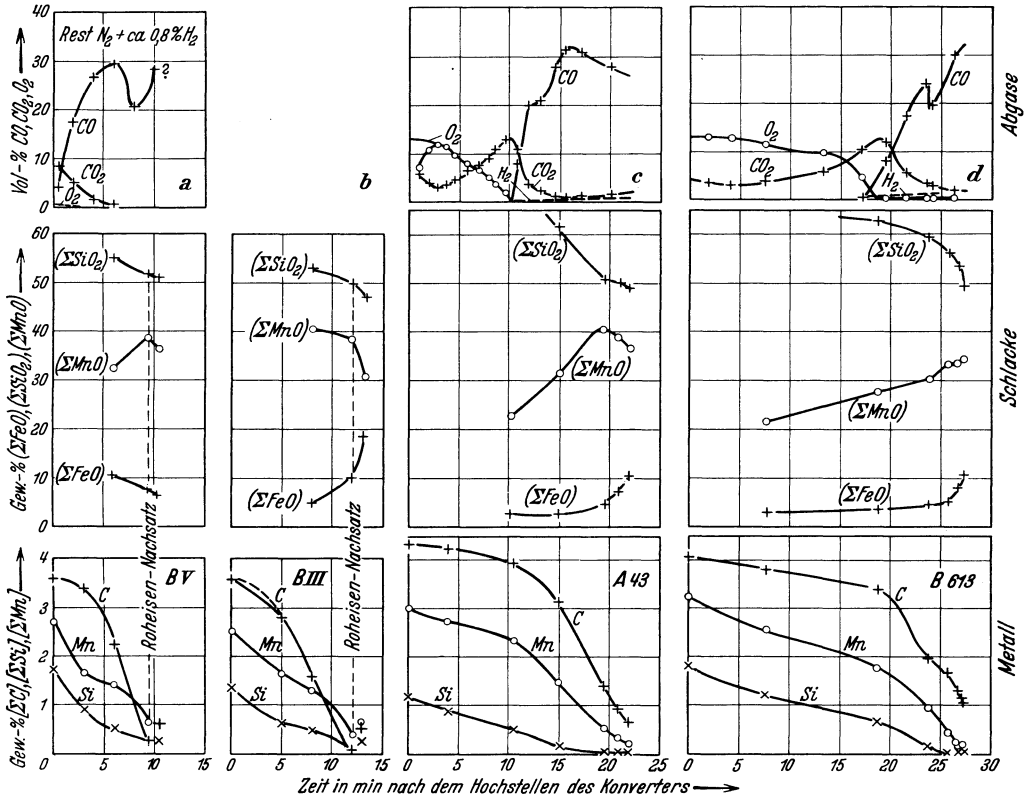 Vol-% CO, CO₂, O₂
40
30
20
10
0
Rest N₂ + ca 0,8% H₂
?
CO
CO₂
O₂
a
b
O₂
CO
H₂
CO₂
c
O₂
CO₂
CO
H₂
d
Abgase
Gew.-% (ΣFeO), (ΣSiO₂), (ΣMnO)
60
50
40
30
20
10
0
(ΣSiO₂)
(ΣMnO)
(ΣFeO)
(ΣSiO₂)
(ΣMnO)
(ΣFeO)
(ΣSiO₂)
(ΣMnO)
(ΣFeO)
(ΣSiO₂)
(ΣMnO)
(ΣFeO)
Schlacke
Roheisen-Nachsatz
Roheisen-Nachsatz
Gew.-% [ΣC], [ΣSi], [ΣMn]
4
3
2
1
0
B V
C
Mn
Si
B III
C
Mn
Si
A 43
C
Mn
Si
B 613
C
Mn
Si
Metall
0 5 10 15
0 5 10 15
0 5 10 15 20 25
0 5 10 15 20 25 30
Zeit in min nach dem Hochstellen des Konverters